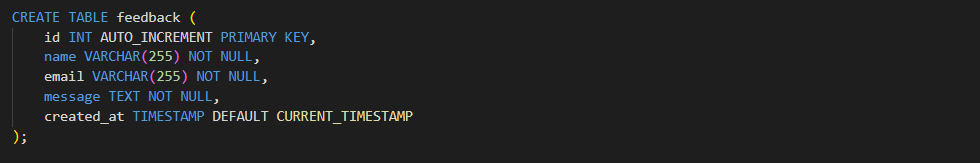 CREATE TABLE feedback (
    id INT AUTO_INCREMENT PRIMARY KEY,
    name VARCHAR(255) NOT NULL,
    email VARCHAR(255) NOT NULL,
    message TEXT NOT NULL,
    created_at TIMESTAMP DEFAULT CURRENT_TIMESTAMP
);